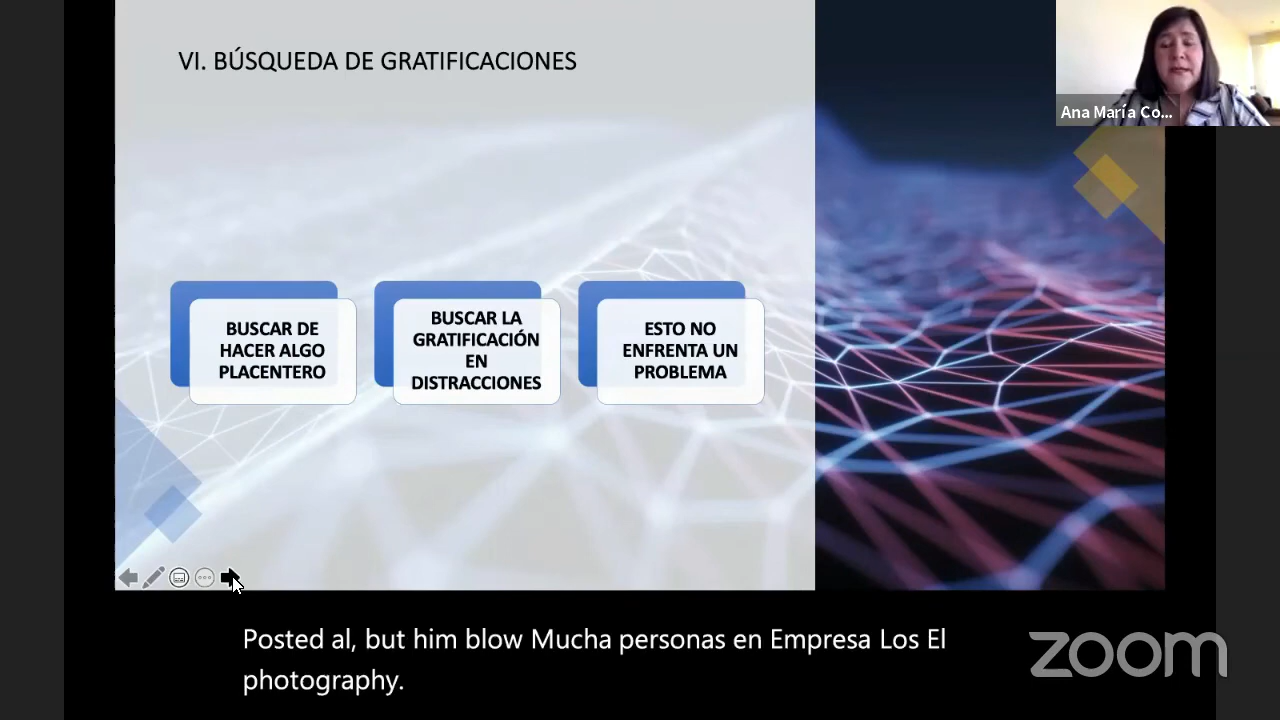 VI. BÚSQUEDA DE GRATIFICACIONES
Ana María Co...
BUSCAR DE
HACER ALGO
PLACENTERO
BUSCAR LA
GRATIFICACIÓN
EN
DISTRACCIONES
ESTO NO
ENFRENTA UN
PROBLEMA
Posted al, but him blow Mucha personas en Empresa Los El
photography.
zoom